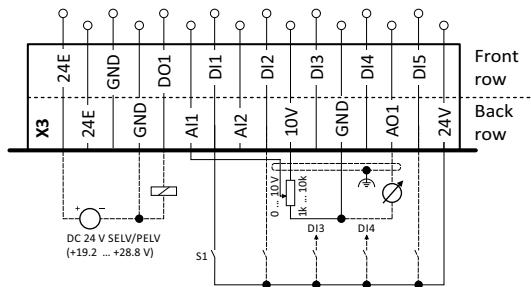 24E GND DO1 DI1 DI2 DI3 DI4 DI5 Front row
X3 24E GND AI1 AI2 10V GND AO1 24V Back row
0 ... 10 V
1k ... 10k
+ −
DC 24 V SELV/PELV
(+19.2 ... +28.8 V)
S1
DI3 DI4